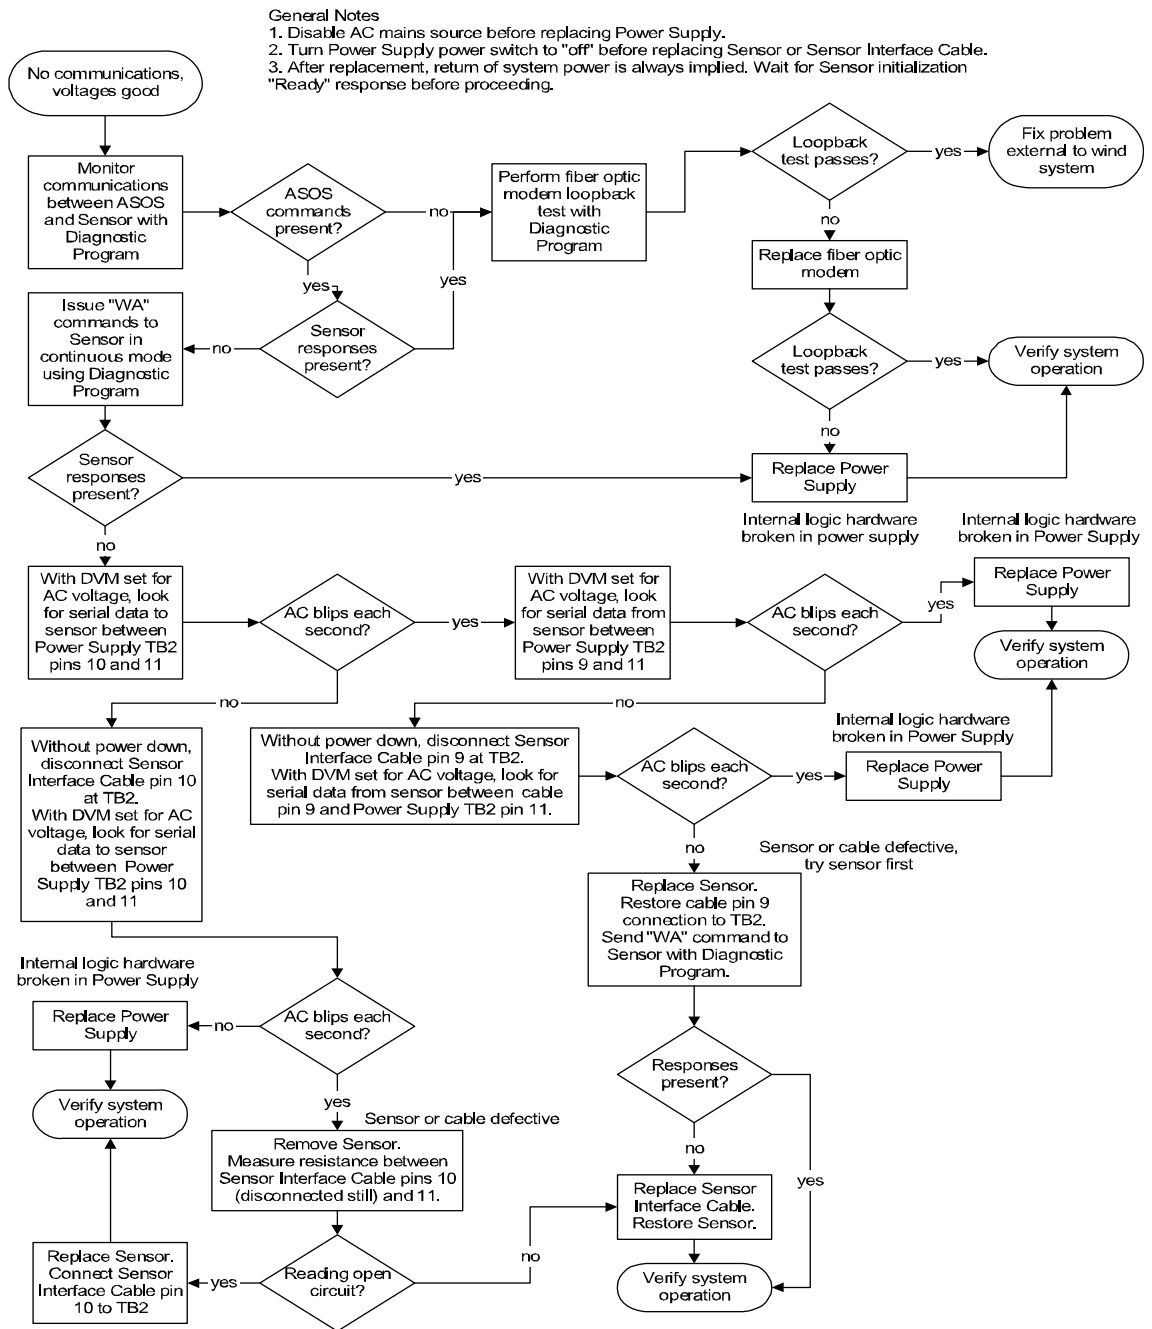 General Notes
1. Disable AC mains source before replacing Power Supply.
2. Turn Power Supply power switch to "off" before replacing Sensor or Sensor Interface Cable.
3. After replacement, return of system power is always implied. Wait for Sensor initialization
"Ready" response before proceeding.
No communications,
voltages good
Monitor
communications
between ASOS
and Sensor with
Diagnostic
Program
ASOS
commands
present?
no
yes
Perform fiber optic
modem loopback
test with
Diagnostic
Program
Loopback
test passes?
yes
Fix problem
external to wind
system
no
Replace fiber optic
modem
yes
Sensor
responses
present?
no
Issue "WA"
commands to
Sensor in
continuous mode
using Diagnostic
Program
Loopback
test passes?
yes
Verify system
operation
no
Sensor
responses
present?
yes
Replace Power
Supply
Internal logic hardware
broken in power supply
no
With DVM set for
AC voltage, look
for serial data to
sensor between
Power Supply TB2
pins 10 and 11
AC blips each
second?
yes
With DVM set for
AC voltage, look
for serial data from
sensor between
Power Supply TB2
pins 9 and 11
AC blips each
second?
yes
Internal logic hardware
broken in Power Supply
Replace Power
Supply
Verify system
operation
no
no
Without power down,
disconnect Sensor
Interface Cable pin 10
at TB2.
With DVM set for AC
voltage, look for serial
data to sensor
between Power
Supply TB2 pins 10
and 11
Without power down, disconnect Sensor
Interface Cable pin 9 at TB2.
With DVM set for AC voltage, look for
serial data from sensor between cable
pin 9 and Power Supply TB2 pin 11.
AC blips each
second?
yes
Internal logic hardware
broken in Power Supply
Replace Power
Supply
no
Sensor or cable defective,
try sensor first
Replace Sensor.
Restore cable pin 9
connection to TB2.
Send "WA" command to
Sensor with Diagnostic
Program.
Internal logic hardware
broken in Power Supply
Replace Power
Supply
no
AC blips each
second?
Verify system
operation
yes
Sensor or cable defective
Remove Sensor.
Measure resistance between
Sensor Interface Cable pins 10
(disconnected still) and 11.
Responses
present?
no
yes
Replace Sensor
Interface Cable.
Restore Sensor.
Replace Sensor.
Connect Sensor
Interface Cable pin
10 to TB2
yes
Reading open
circuit?
no
Verify system
operation